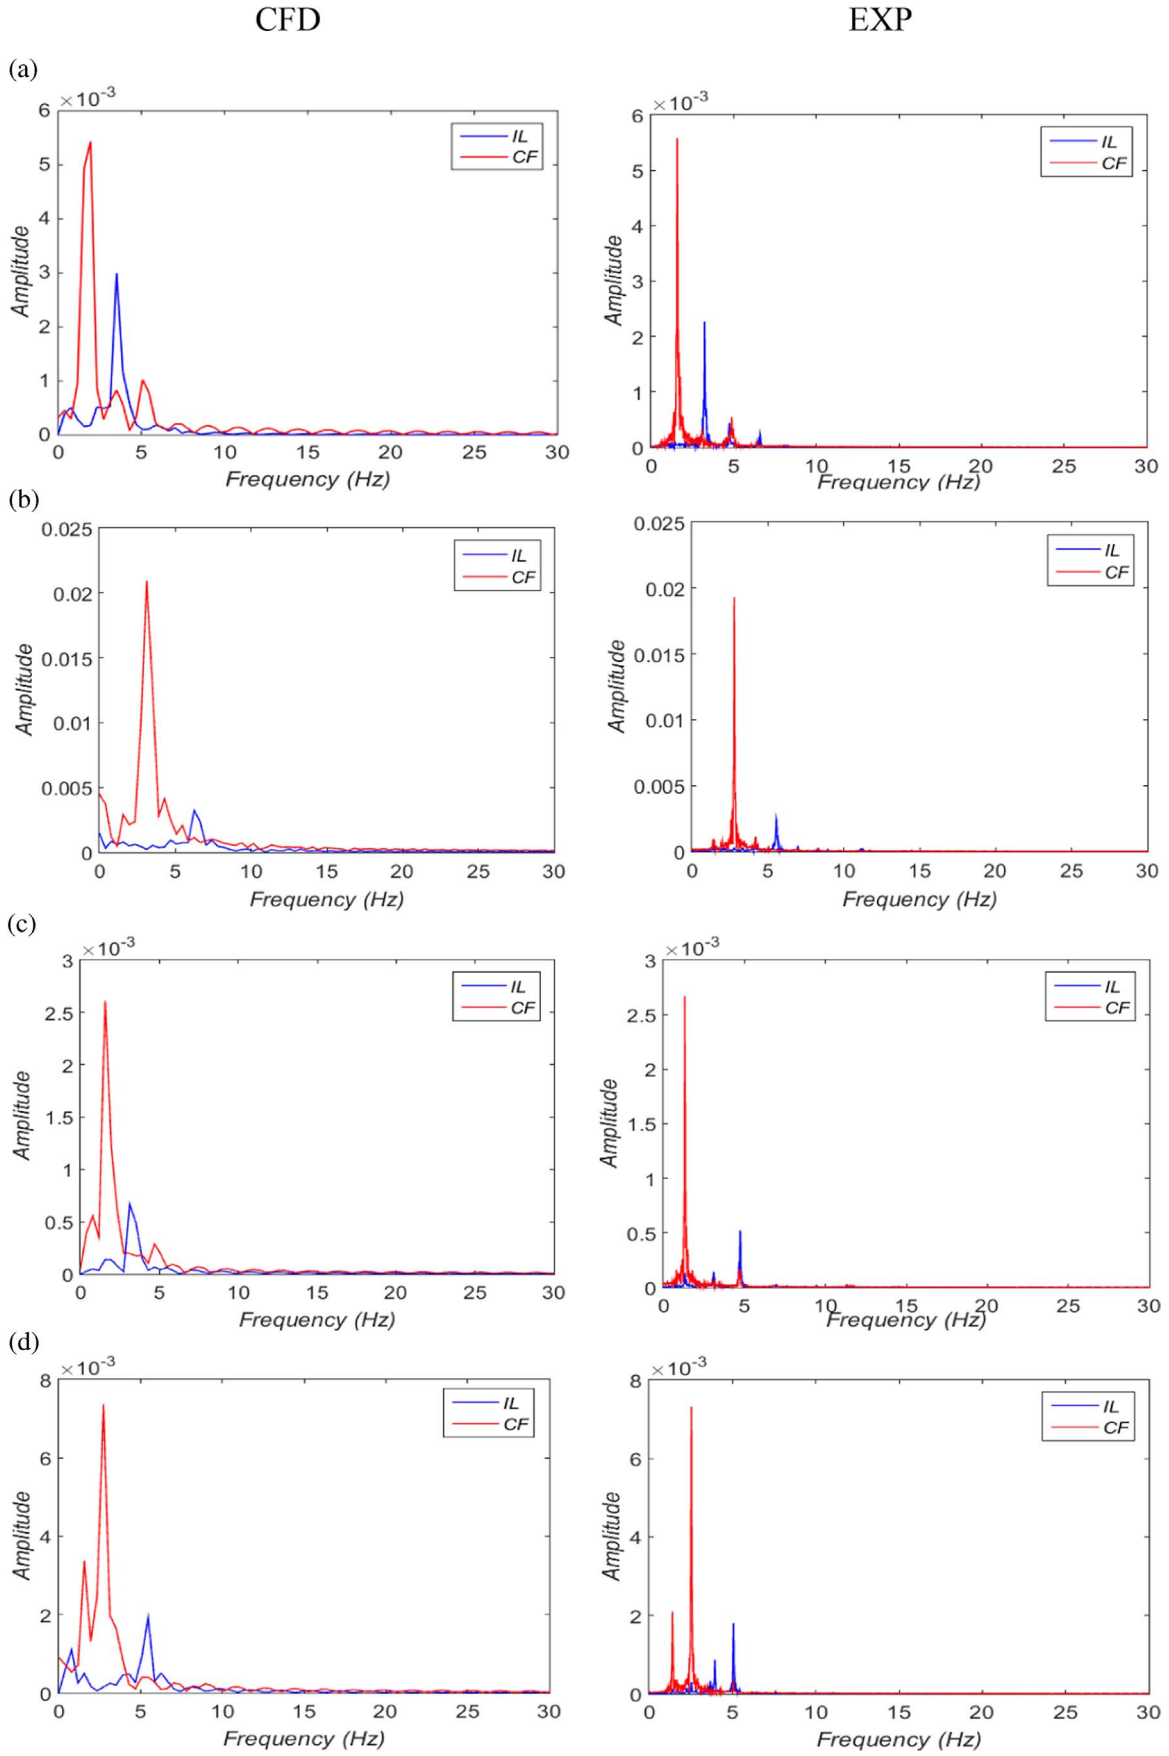 CFD EXP
(a)
×10⁻³ ×10⁻³
6 6
IL IL
CF CF
5 5
4 4
3 3
2 2
1 1
0 0
Amplitude Amplitude
0 5 10 15 20 25 30 0 5 10 15 20 25 30
Frequency (Hz) Frequency (Hz)
(b)
0.025 0.025
IL IL
CF CF
0.02 0.02
0.015 0.015
0.01 0.01
0.005 0.005
0 0
Amplitude Amplitude
0 5 10 15 20 25 30 0 5 10 15 20 25 30
Frequency (Hz) Frequency (Hz)
(c)
×10⁻³ ×10⁻³
3 3
IL IL
CF CF
2.5 2.5
2 2
1.5 1.5
1 1
0.5 0.5
0 0
Amplitude Amplitude
0 5 10 15 20 25 30 0 5 10 15 20 25 30
Frequency (Hz) Frequency (Hz)
(d)
×10⁻³ ×10⁻³
8 8
IL IL
CF CF
6 6
4 4
2 2
0 0
Amplitude Amplitude
0 5 10 15 20 25 30 0 5 10 15 20 25 30
Frequency (Hz) Frequency (Hz)